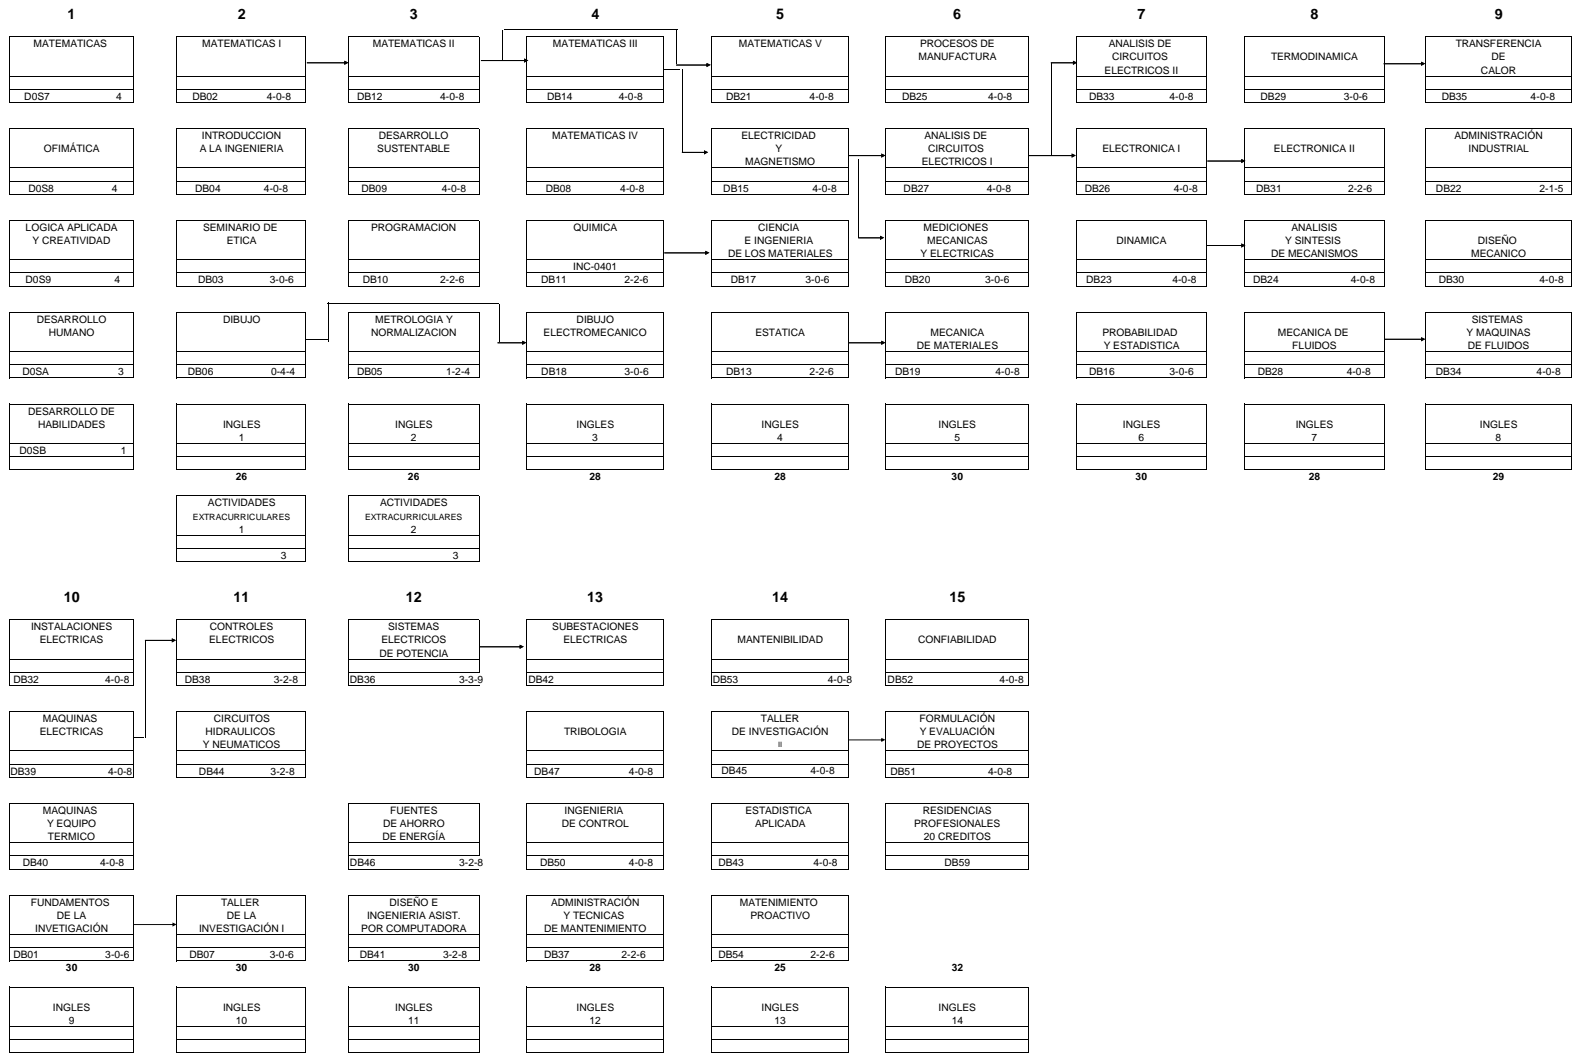 1 2 3 4 5 6 7 8 9
MATEMATICAS
D0S7 4
MATEMATICAS I
DB02 4-0-8
MATEMATICAS II
DB12 4-0-8
MATEMATICAS III
DB14 4-0-8
MATEMATICAS V
DB21 4-0-8
PROCESOS DE
MANUFACTURA
DB25 4-0-8
ANALISIS DE
CIRCUITOS
ELECTRICOS II
DB33 4-0-8
TERMODINAMICA
DB29 3-0-6
TRANSFERENCIA
DE
CALOR
DB35 4-0-8
OFIMÁTICA
D0S8 4
INTRODUCCION
A LA INGENIERIA
DB04 4-0-8
DESARROLLO
SUSTENTABLE
DB09 4-0-8
MATEMATICAS IV
DB08 4-0-8
ELECTRICIDAD
Y
MAGNETISMO
DB15 4-0-8
ANALISIS DE
CIRCUITOS
ELECTRICOS I
DB27 4-0-8
ELECTRONICA I
DB26 4-0-8
ELECTRONICA II
DB31 2-2-6
ADMINISTRACIÓN
INDUSTRIAL
DB22 2-1-5
LOGICA APLICADA
Y CREATIVIDAD
D0S9 4
SEMINARIO DE
ETICA
DB03 3-0-6
PROGRAMACION
DB10 2-2-6
QUIMICA
INC-0401
DB11 2-2-6
CIENCIA
E INGENIERIA
DE LOS MATERIALES
DB17 3-0-6
MEDICIONES
MECANICAS
Y ELECTRICAS
DB20 3-0-6
DINAMICA
DB23 4-0-8
ANALISIS
Y SINTESIS
DE MECANISMOS
DB24 4-0-8
DISEÑO
MECANICO
DB30 4-0-8
DESARROLLO
HUMANO
D0SA 3
DIBUJO
DB06 0-4-4
METROLOGIA Y
NORMALIZACION
DB05 1-2-4
DIBUJO
ELECTROMECANICO
DB18 3-0-6
ESTATICA
DB13 2-2-6
MECANICA
DE MATERIALES
DB19 4-0-8
PROBABILIDAD
Y ESTADISTICA
DB16 3-0-6
MECANICA DE
FLUIDOS
DB28 4-0-8
SISTEMAS
Y MAQUINAS
DE FLUIDOS
DB34 4-0-8
DESARROLLO DE
HABILIDADES
D0SB 1
INGLES
1
INGLES
2
INGLES
3
INGLES
4
INGLES
5
INGLES
6
INGLES
7
INGLES
8
26 26 28 28 30 30 28 29
ACTIVIDADES
EXTRACURRICULARES
1
3
ACTIVIDADES
EXTRACURRICULARES
2
3
10 11 12 13 14 15
INSTALACIONES
ELECTRICAS
DB32 4-0-8
CONTROLES
ELECTRICOS
DB38 3-2-8
SISTEMAS
ELECTRICOS
DE POTENCIA
DB36 3-3-9
SUBESTACIONES
ELECTRICAS
DB42
MANTENIBILIDAD
DB53 4-0-8
CONFIABILIDAD
DB52 4-0-8
MAQUINAS
ELECTRICAS
DB39 4-0-8
CIRCUITOS
HIDRAULICOS
Y NEUMATICOS
DB44 3-2-8
TRIBOLOGIA
DB47 4-0-8
TALLER
DE INVESTIGACIÓN
II
DB45 4-0-8
FORMULACIÓN
Y EVALUACIÓN
DE PROYECTOS
DB51 4-0-8
MAQUINAS
Y EQUIPO
TERMICO
DB40 4-0-8
FUENTES
DE AHORRO
DE ENERGÍA
DB46 3-2-8
INGENIERIA
DE CONTROL
DB50 4-0-8
ESTADISTICA
APLICADA
DB43 4-0-8
RESIDENCIAS
PROFESIONALES
20 CREDITOS
DB59
FUNDAMENTOS
DE LA
INVETIGACIÓN
DB01 3-0-6
TALLER
DE LA
INVESTIGACIÓN I
DB07 3-0-6
DISEÑO E
INGENIERIA ASIST.
POR COMPUTADORA
DB41 3-2-8
ADMINISTRACIÓN
Y TECNICAS
DE MANTENIMIENTO
DB37 2-2-6
MATENIMIENTO
PROACTIVO
DB54 2-2-6
30 30 30 28 25 32
INGLES
9
INGLES
10
INGLES
11
INGLES
12
INGLES
13
INGLES
14